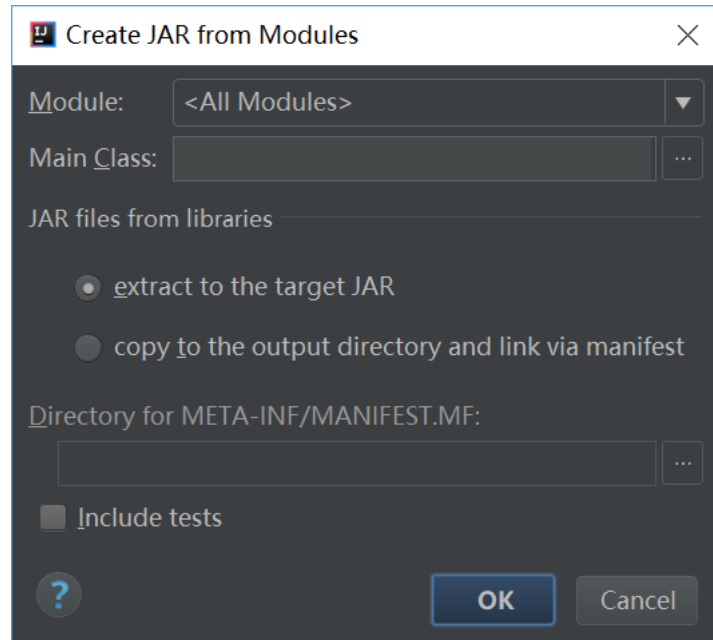 Create JAR from Modules
Module: <All Modules>
Main Class: ...
JAR files from libraries
extract to the target JAR
copy to the output directory and link via manifest
Directory for META-INF/MANIFEST.MF:
...
Include tests
? OK Cancel